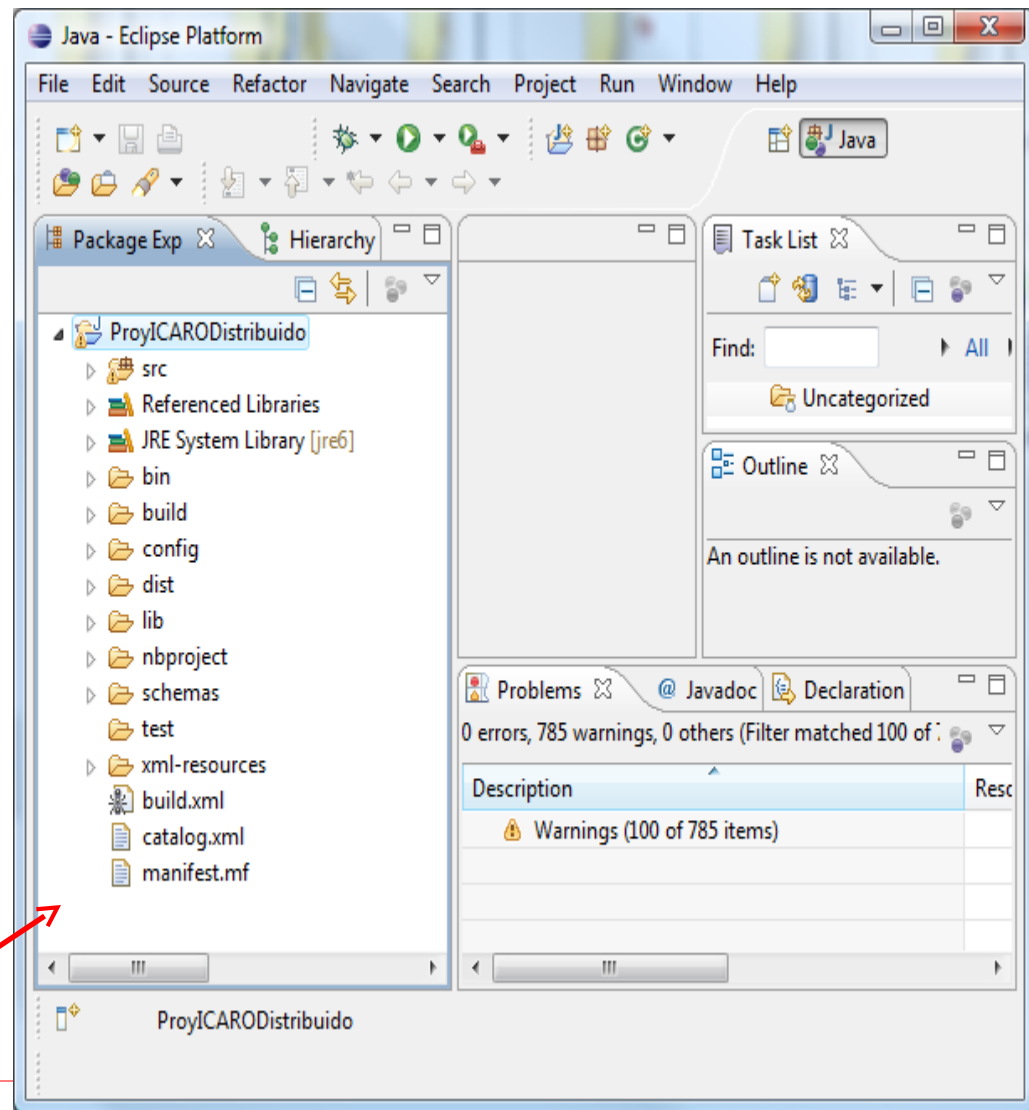 Java - Eclipse Platform
File Edit Source Refactor Navigate Search Project Run Window Help
Java
Package Exp Hierarchy
ProyICARODistribuido
src
Referenced Libraries
JRE System Library [jre6]
bin
build
config
dist
lib
nbproject
schemas
test
xml-resources
build.xml
catalog.xml
manifest.mf
Task List
Find: All
Uncategorized
Outline
An outline is not available.
Problems @ Javadoc Declaration
0 errors, 785 warnings, 0 others (Filter matched 100 of
Description Resc
Warnings (100 of 785 items)
ProyICARODistribuido